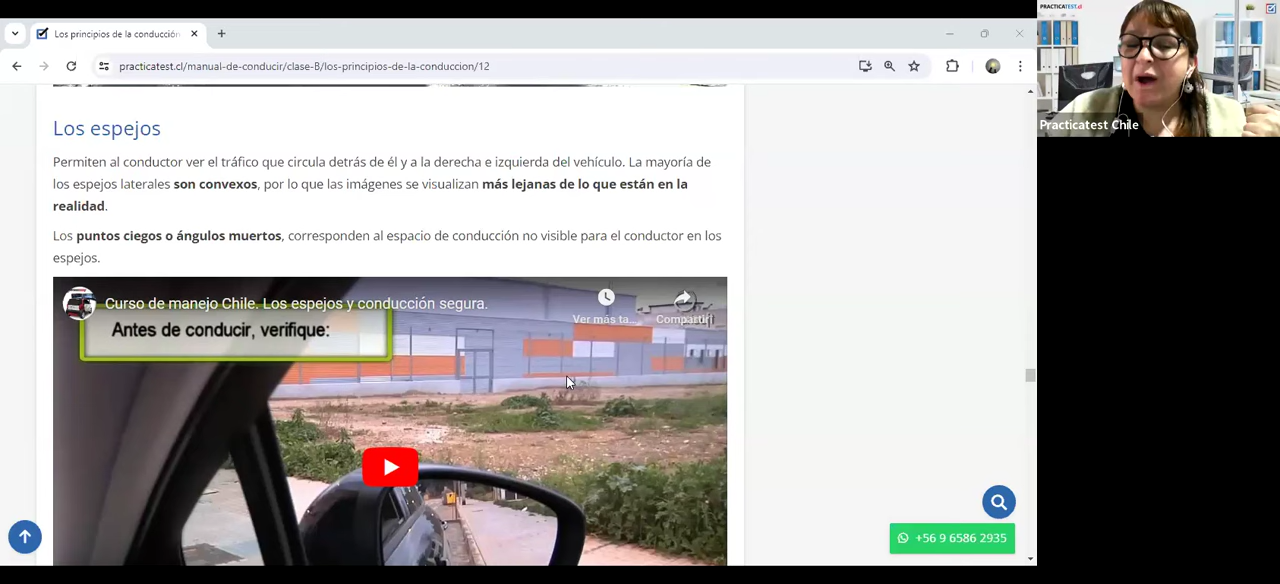 Los principios de la conducción
practicatest.cl/manual-de-conducir/clase-B/los-principios-de-la-conduccion/12
PRACTICATEST.cl
Practicatest Chile
Los espejos
Permiten al conductor ver el tráfico que circula detrás de él y a la derecha e izquierda del vehículo. La mayoría de
los espejos laterales son convexos, por lo que las imágenes se visualizan más lejanas de lo que están en la
realidad.
Los puntos ciegos o ángulos muertos, corresponden al espacio de conducción no visible para el conductor en los
espejos.
Curso de manejo Chile. Los espejos y conducción segura.
Ver más ta...
Compartir
Antes de conducir, verifique:
+56 9 6586 2935